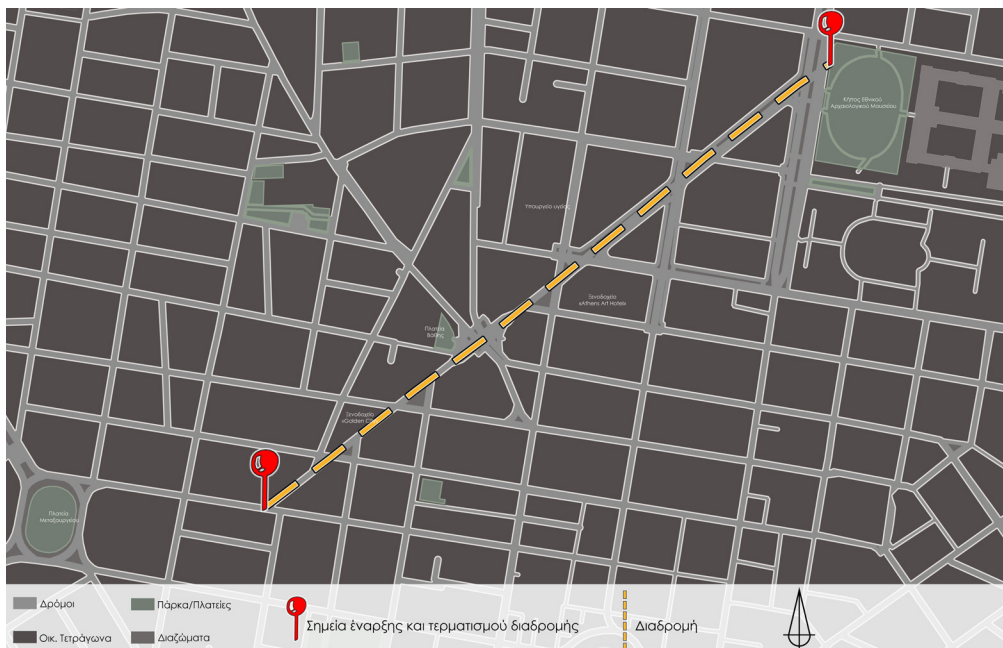 Κήπος Εθνικού
Αρχαιολογικού Μουσείου
Υπουργείο υγείας
Ξενοδοχείο
«Athens Art Hotel»
Πλατεία
Βάθης
Ξενοδοχείο
«Golden City»
Πλατεία
Μεταξουργείου
Δρόμοι
Πάρκα/Πλατείες
Σημεία έναρξης και τερματισμού διαδρομής
Διαδρομή
Οικ. Τετράγωνα
Διαζώματα